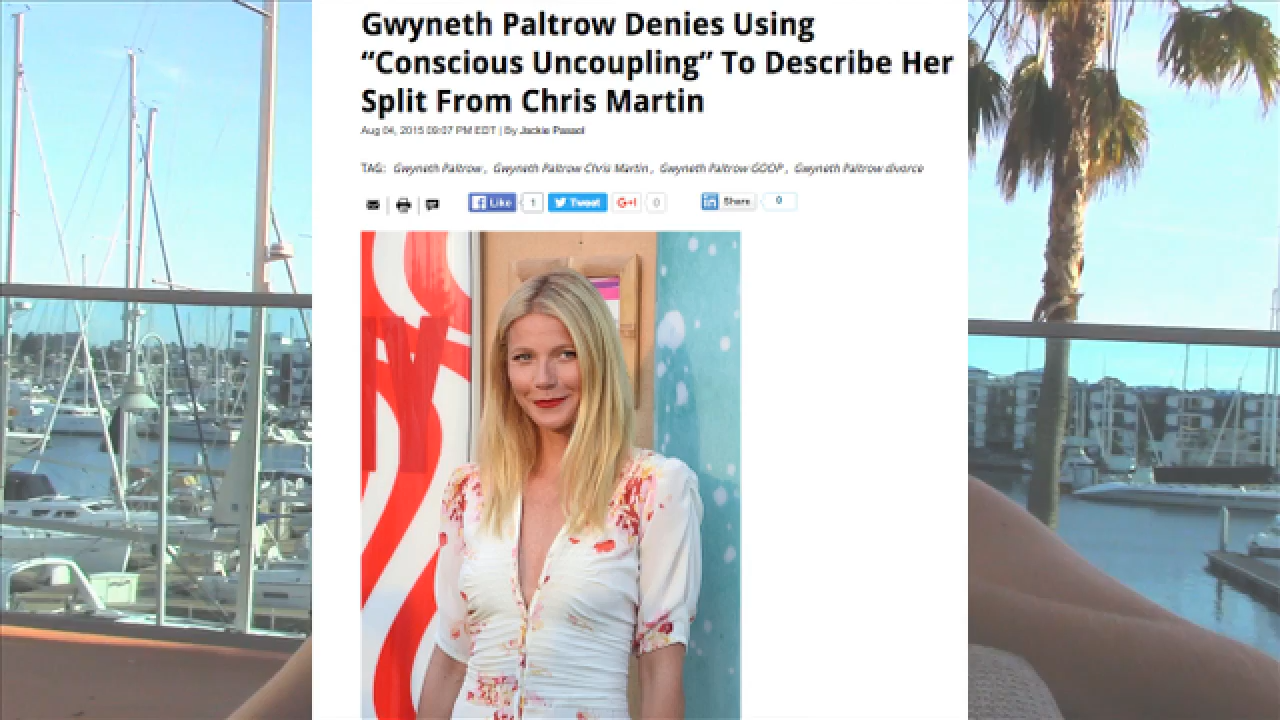 Gwyneth Paltrow Denies Using
“Conscious Uncoupling” To Describe Her
Split From Chris Martin
Aug 04, 2015 09:07 PM EDT | By Jackie Passol
TAG: Gwyneth Paltrow , Gwyneth Paltrow Chris Martin , Gwyneth Paltrow GOOP , Gwyneth Paltrow divorce
Like 1 Tweet G+1 0 in Share 0